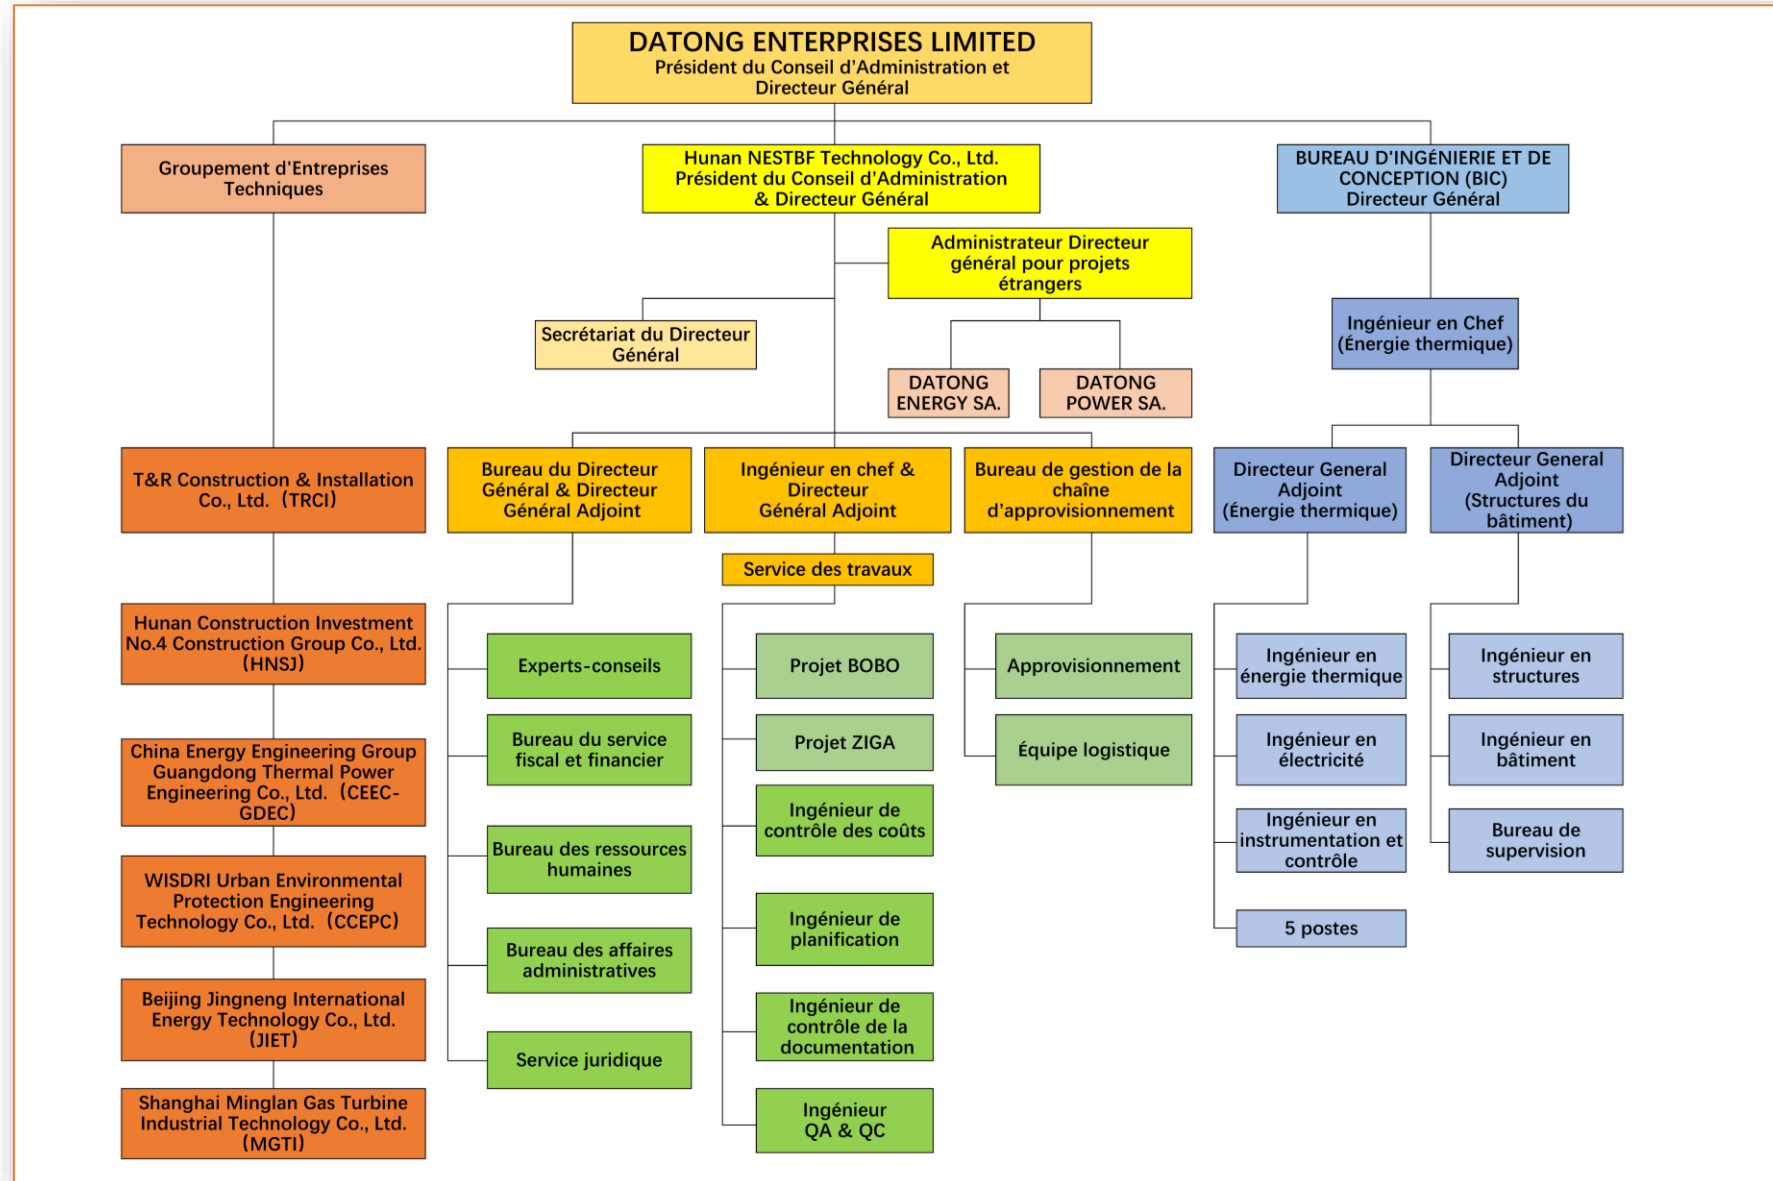 DATONG ENTERPRISES LIMITED
Président du Conseil d'Administration et
Directeur Général
Groupement d'Entreprises
Techniques
Hunan NESTBF Technology Co., Ltd.
Président du Conseil d'Administration
& Directeur Général
BUREAU D'INGÉNIERIE ET DE
CONCEPTION (BIC)
Directeur Général
Administrateur Directeur
général pour projets
étrangers
Secrétariat du Directeur
Général
DATONG
ENERGY SA.
DATONG
POWER SA.
Ingénieur en Chef
(Énergie thermique)
T&R Construction & Installation
Co., Ltd.（TRCI）
Bureau du Directeur
Général & Directeur
Général Adjoint
Ingénieur en chef &
Directeur
Général Adjoint
Bureau de gestion de la
chaîne
d'approvisionnement
Directeur General
Adjoint
(Énergie thermique)
Directeur General
Adjoint
(Structures du
bâtiment)
Service des travaux
Hunan Construction Investment
No.4 Construction Group Co., Ltd.
(HNSJ)
China Energy Engineering Group
Guangdong Thermal Power
Engineering Co., Ltd.（CEEC-
GDEC)
WISDRI Urban Environmental
Protection Engineering
Technology Co., Ltd.（CCEPC）
Beijing Jingneng International
Energy Technology Co., Ltd.
(JIET)
Shanghai Minglan Gas Turbine
Industrial Technology Co., Ltd.
(MGTI)
Experts-conseils
Bureau du service
fiscal et financier
Bureau des ressources
humaines
Bureau des affaires
administratives
Service juridique
Projet BOBO
Projet ZIGA
Ingénieur de
contrôle des coûts
Ingénieur de
planification
Ingénieur de
contrôle de la
documentation
Ingénieur
QA & QC
Approvisionnement
Équipe logistique
Ingénieur en
énergie thermique
Ingénieur en
électricité
Ingénieur en
instrumentation et
contrôle
5 postes
Ingénieur en
structures
Ingénieur en
bâtiment
Bureau de
supervision